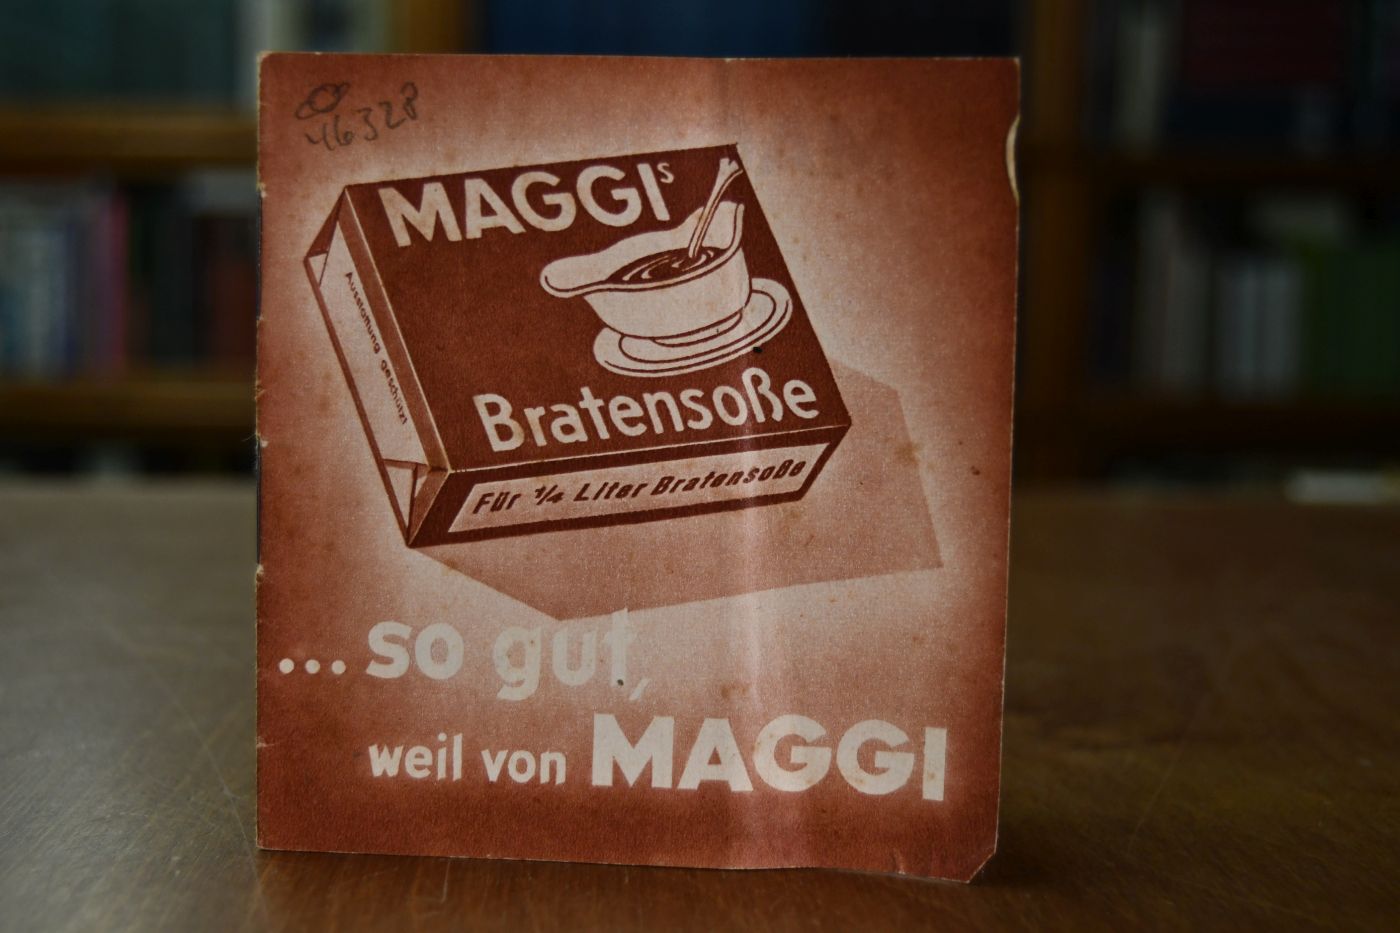 46328
MAGGIs
Bratensoße
Ausstattung geschützt
Für 1/4 Liter Bratensoße
... so gut,
weil von MAGGI